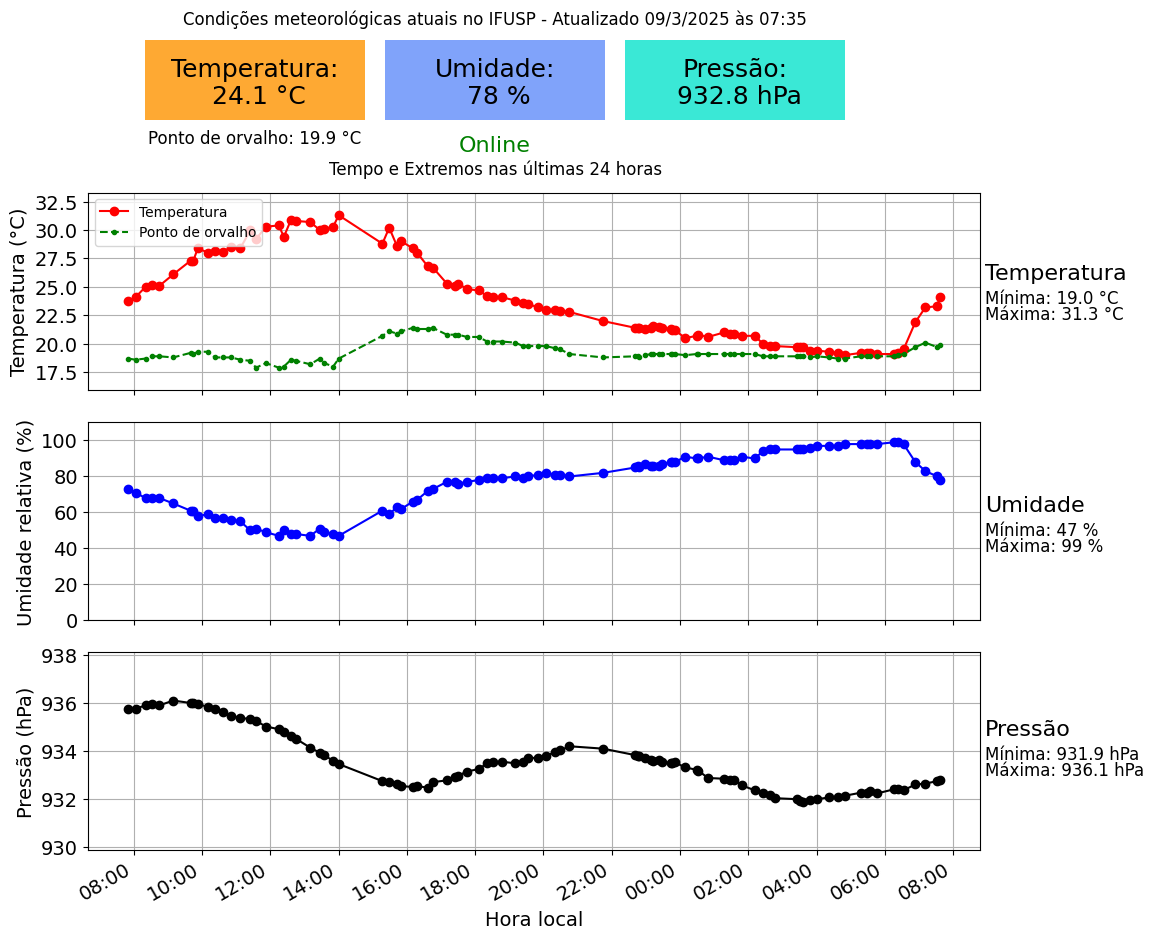 Condições meteorológicas atuais no IFUSP - Atualizado 09/3/2025 às 07:35
Temperatura:
24.1 °C
Umidade:
78 %
Pressão:
932.8 hPa
Ponto de orvalho: 19.9 °C
Online
Tempo e Extremos nas últimas 24 horas
Temperatura (°C)
32.5
30.0
27.5
25.0
22.5
20.0
17.5
Temperatura
Ponto de orvalho
Temperatura
Mínima: 19.0 °C
Máxima: 31.3 °C
Umidade relativa (%)
100
80
60
40
20
0
Umidade
Mínima: 47 %
Máxima: 99 %
Pressão (hPa)
938
936
934
932
930
Pressão
Mínima: 931.9 hPa
Máxima: 936.1 hPa
08:00 10:00 12:00 14:00 16:00 18:00 20:00 22:00 00:00 02:00 04:00 06:00 08:00
Hora local